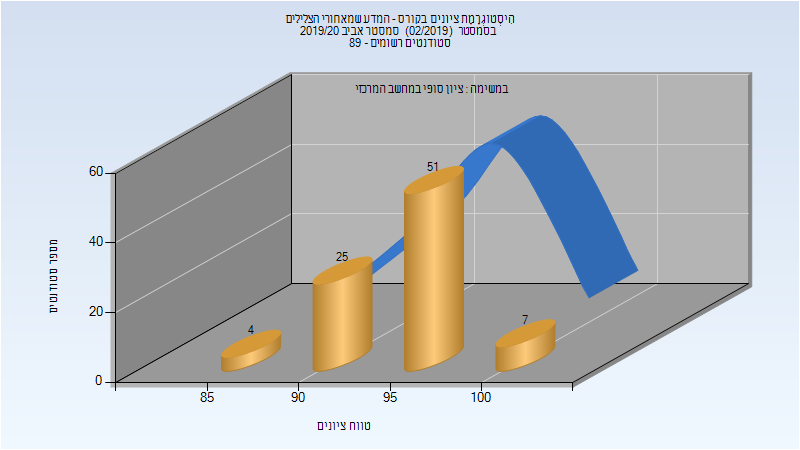 היסטוגרמת ציונים בקורס - המדע שמאחורי הצלילים
בסמסטר (02/2019) סמסטר אביב 2019/20
סטודנטים רשומים - 89
במשימה : ציון סופי במחשב המרכזי
60
40
20
0
מספר סטודנטים
4
25
51
7
85
90
95
100
טווח ציונים